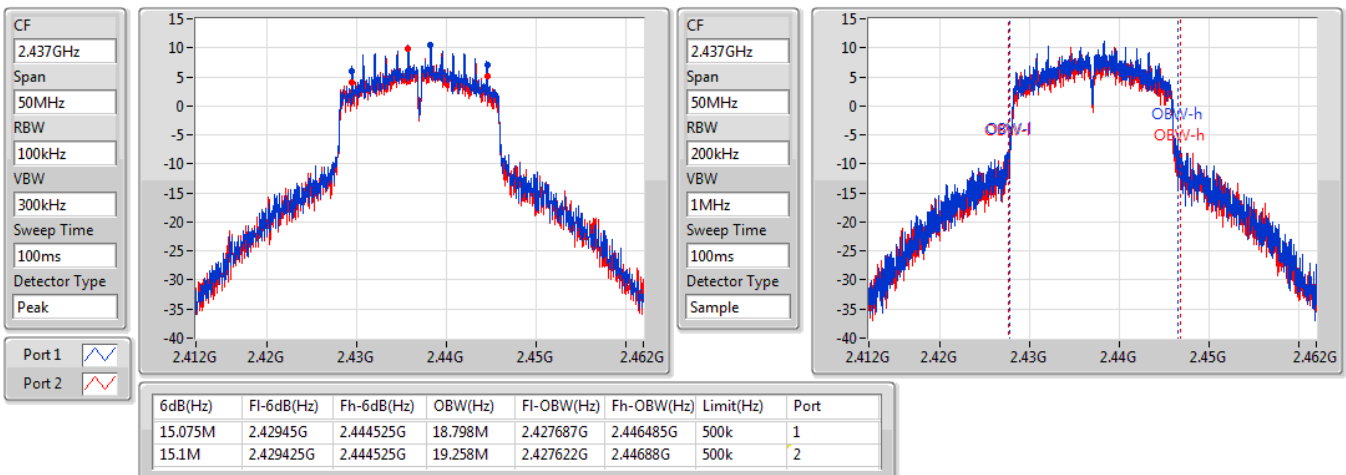 CF
2.437GHz
Span
50MHz
RBW
100kHz
VBW
300kHz
Sweep Time
100ms
Detector Type
Peak
Port 1
Port 2
15
10
5
0
-5
-10
-15
-20
-25
-30
-35
-40
2.412G 2.42G 2.43G 2.44G 2.45G 2.462G
CF
2.437GHz
Span
50MHz
RBW
200kHz
VBW
1MHz
Sweep Time
100ms
Detector Type
Sample
15
10
5
0
-5
-10
-15
-20
-25
-30
-35
-40
OBW-l
OBW-h
OBW-h
2.412G 2.42G 2.43G 2.44G 2.45G 2.462G
6dB(Hz) Fl-6dB(Hz) Fh-6dB(Hz) OBW(Hz) Fl-OBW(Hz) Fh-OBW(Hz) Limit(Hz) Port
15.075M 2.42945G 2.444525G 18.798M 2.427687G 2.446485G 500k 1
15.1M 2.429425G 2.444525G 19.258M 2.427622G 2.44688G 500k 2